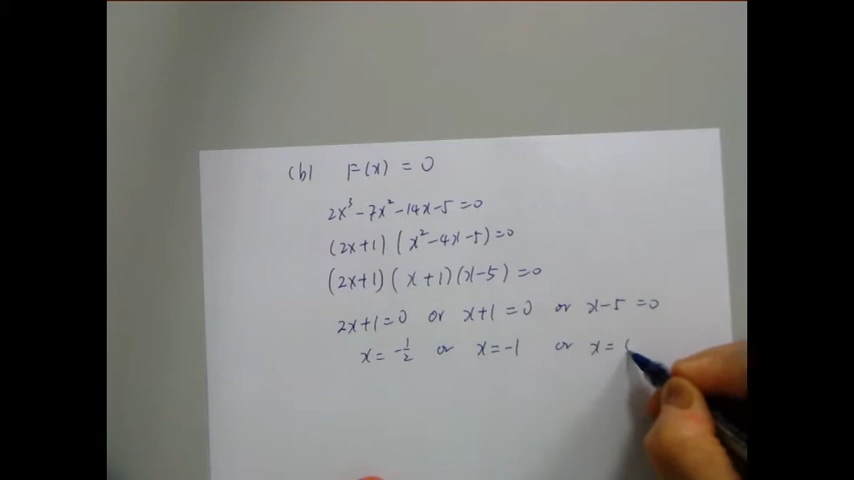 (b) F(x) = 0
2x³-7x²-14x-5=0
(2x+1)(x²-4x-5)=0
(2x+1)(x+1)(x-5)=0
2x+1=0 or x+1=0 or x-5=0
x=-1/2 or x=-1 or x=